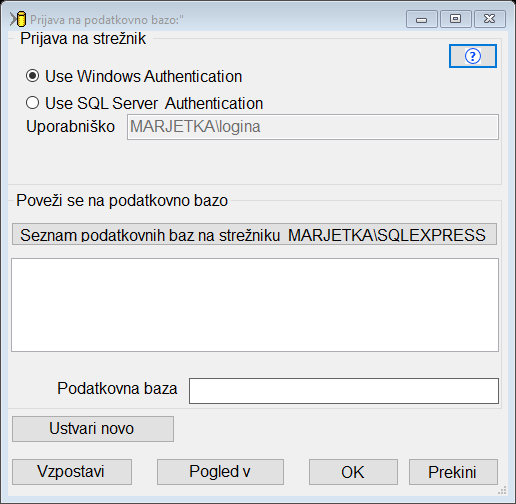 Prijava na podatkovno bazo:"
Prijava na strežnik
?
Use Windows Authentication
Use SQL Server  Authentication
Uporabniško MARJETKA\logina
Poveži se na podatkovno bazo
Seznam podatkovnih baz na strežniku  MARJETKA\SQLEXPRESS
Podatkovna baza
Ustvari novo
Vzpostavi Pogled v OK Prekini